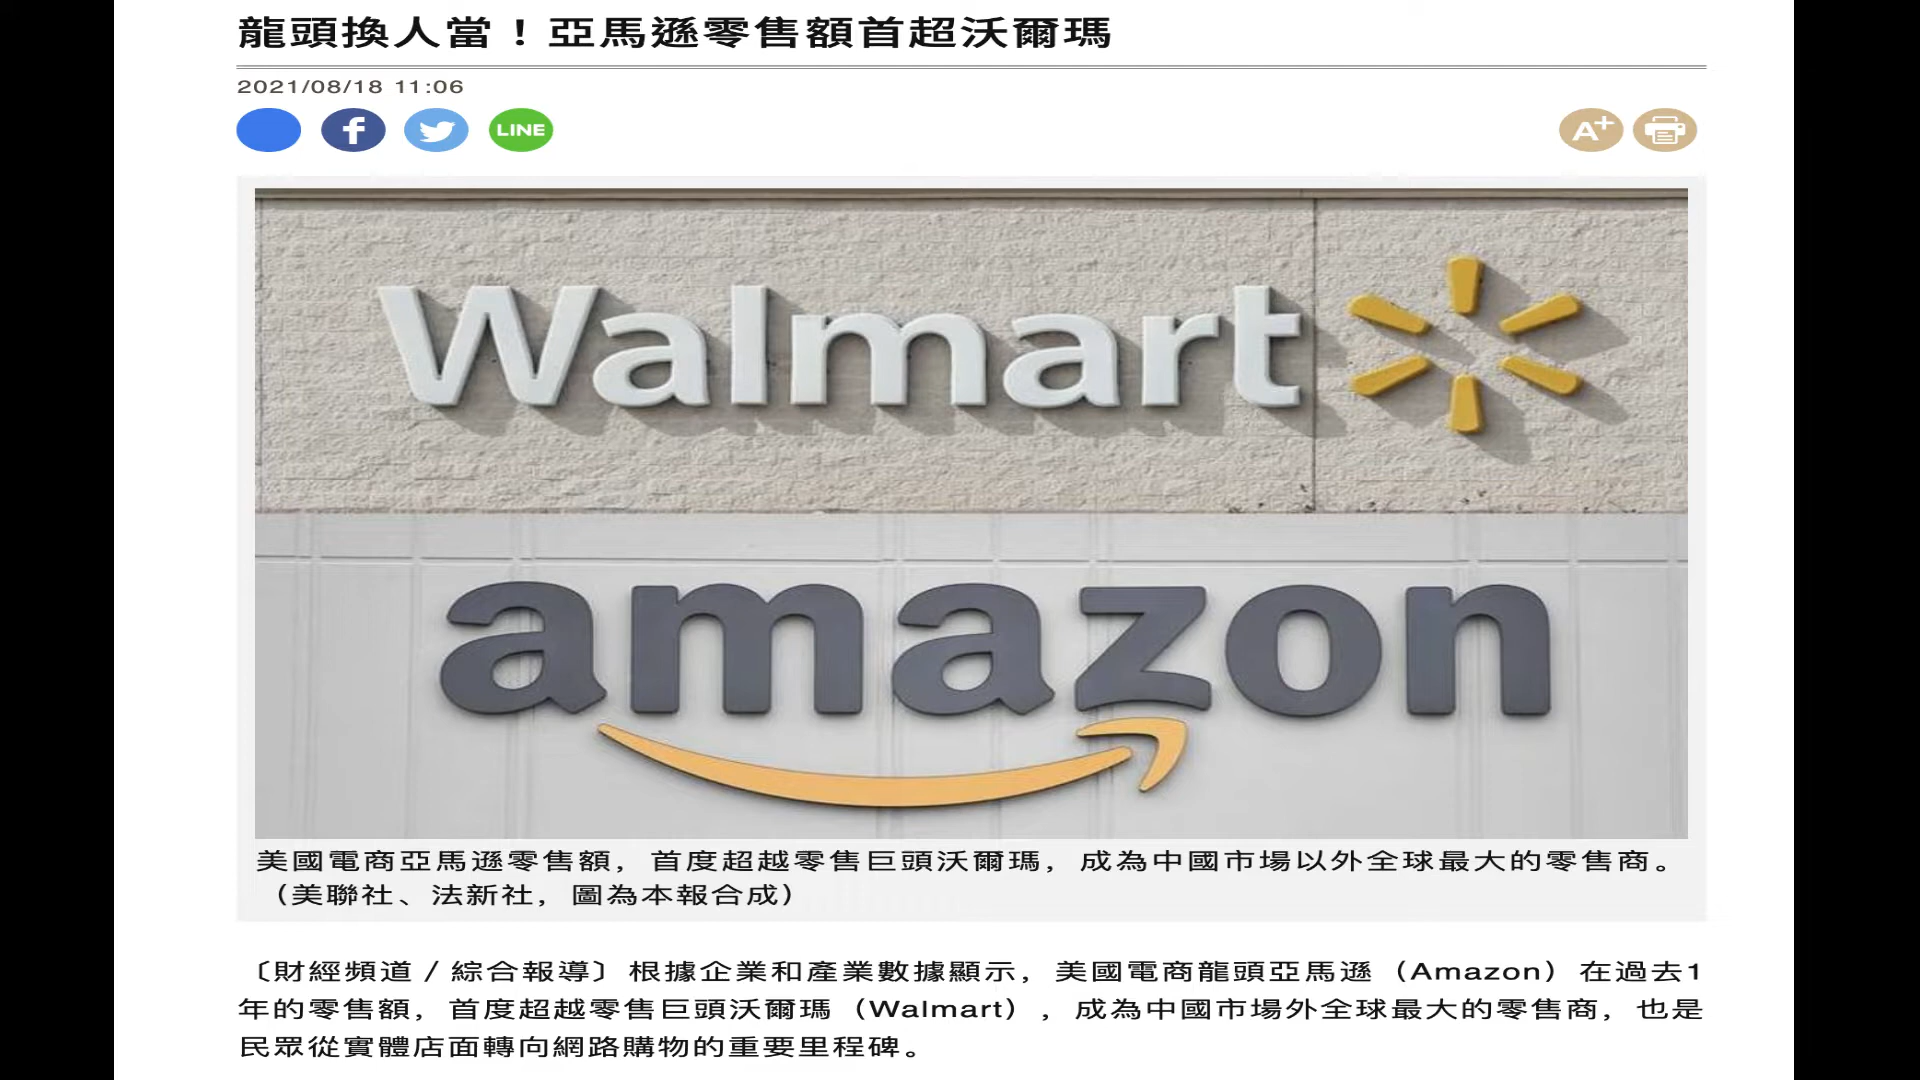 龍頭換人當！亞馬遜零售額首超沃爾瑪
2021/08/18 11:06
f
LINE
A+
Walmart
amazon
美國電商亞馬遜零售額，首度超越零售巨頭沃爾瑪，成為中國市場以外全球最大的零售商。
（美聯社、法新社，圖為本報合成）
〔財經頻道／綜合報導〕根據企業和產業數據顯示，美國電商龍頭亞馬遜（Amazon）在過去1
年的零售額，首度超越零售巨頭沃爾瑪（Walmart），成為中國市場外全球最大的零售商，也是
民眾從實體店面轉向網路購物的重要里程碑。